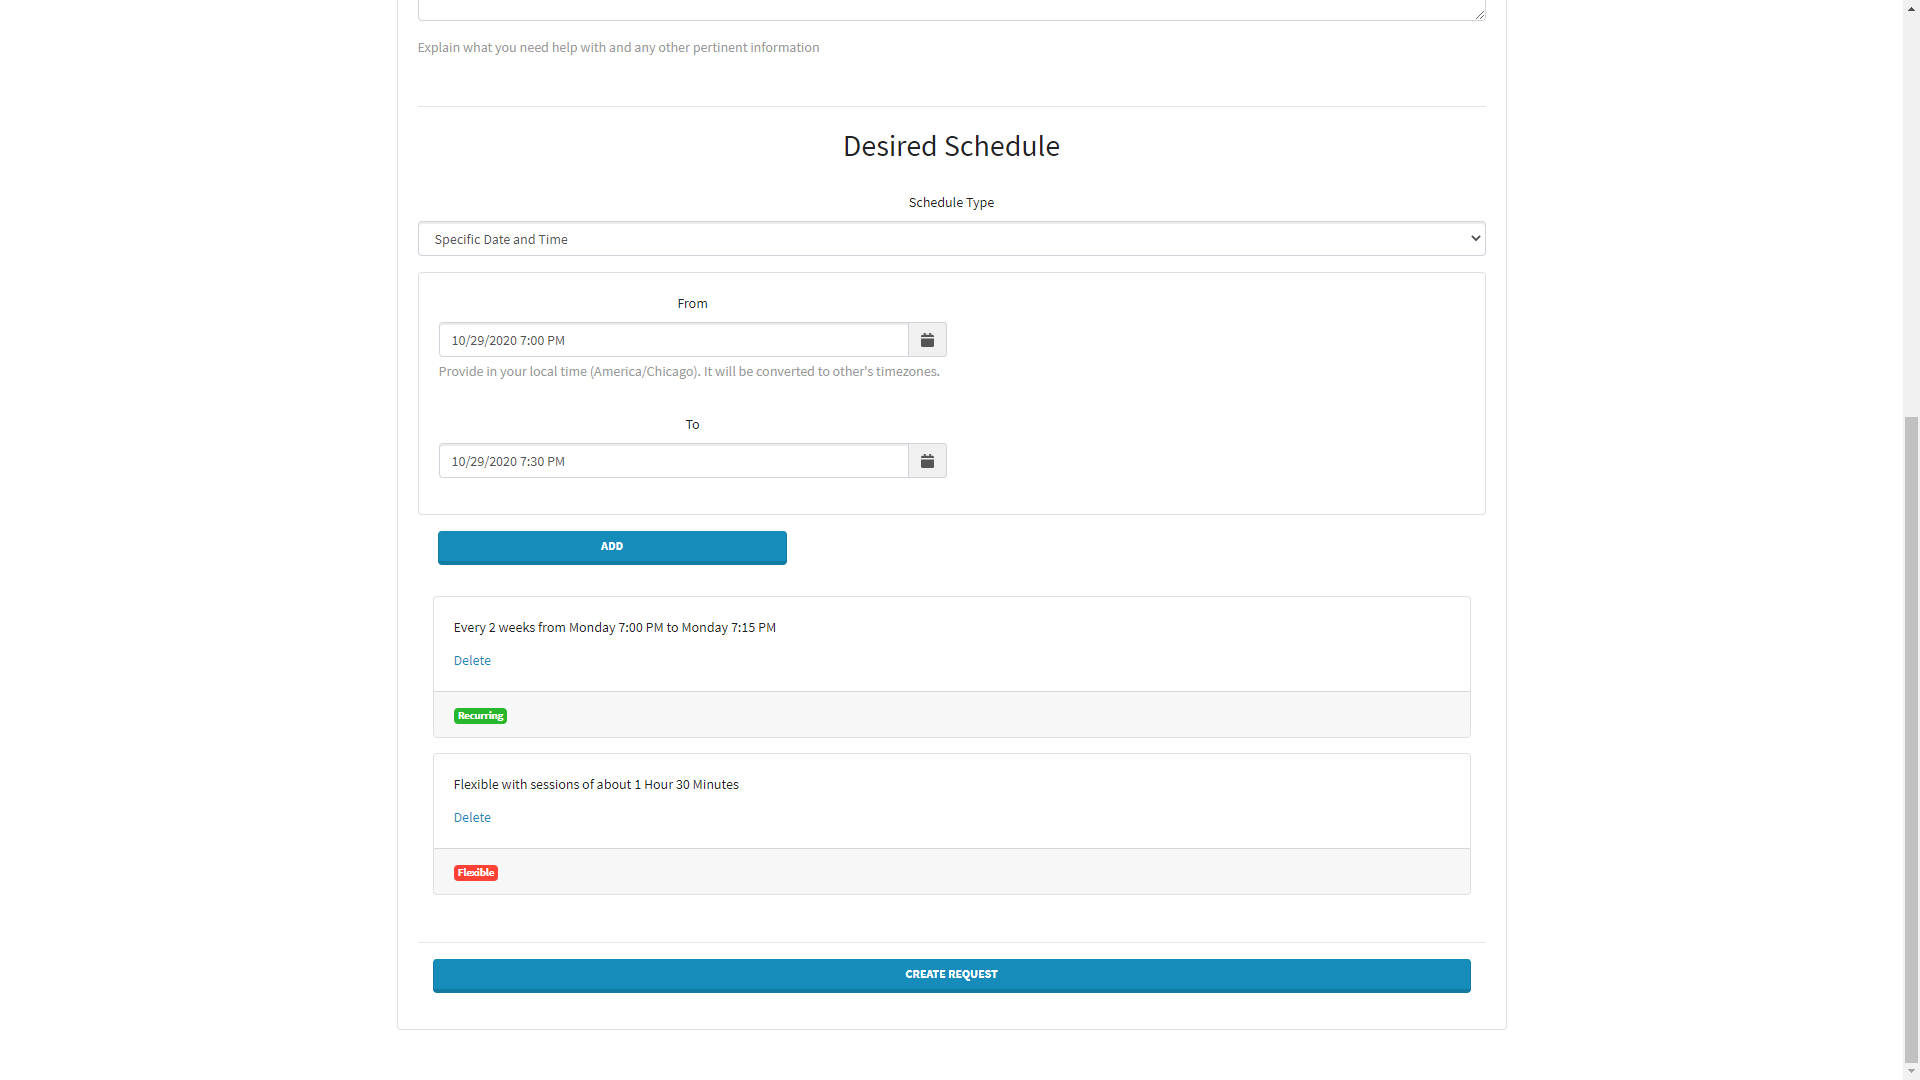 Explain what you need help with and any other pertinent information
Desired Schedule
Schedule Type
Specific Date and Time
From
10/29/2020 7:00 PM
Provide in your local time (America/Chicago). It will be converted to other's timezones.
To
10/29/2020 7:30 PM
ADD
Every 2 weeks from Monday 7:00 PM to Monday 7:15 PM
Delete
Recurring
Flexible with sessions of about 1 Hour 30 Minutes
Delete
Flexible
CREATE REQUEST